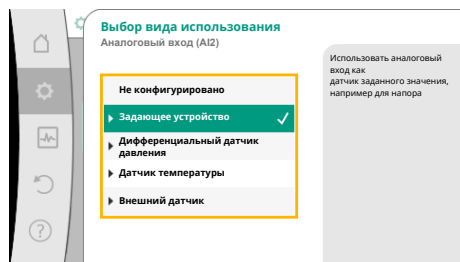 Выбор вида использования
Аналоговый вход (AI2)
Не конфигурировано
Задающее устройство
Дифференциальный датчик
давления
Датчик температуры
Внешний датчик
Использовать аналоговый
вход как
датчик заданного значения,
например для напора
?